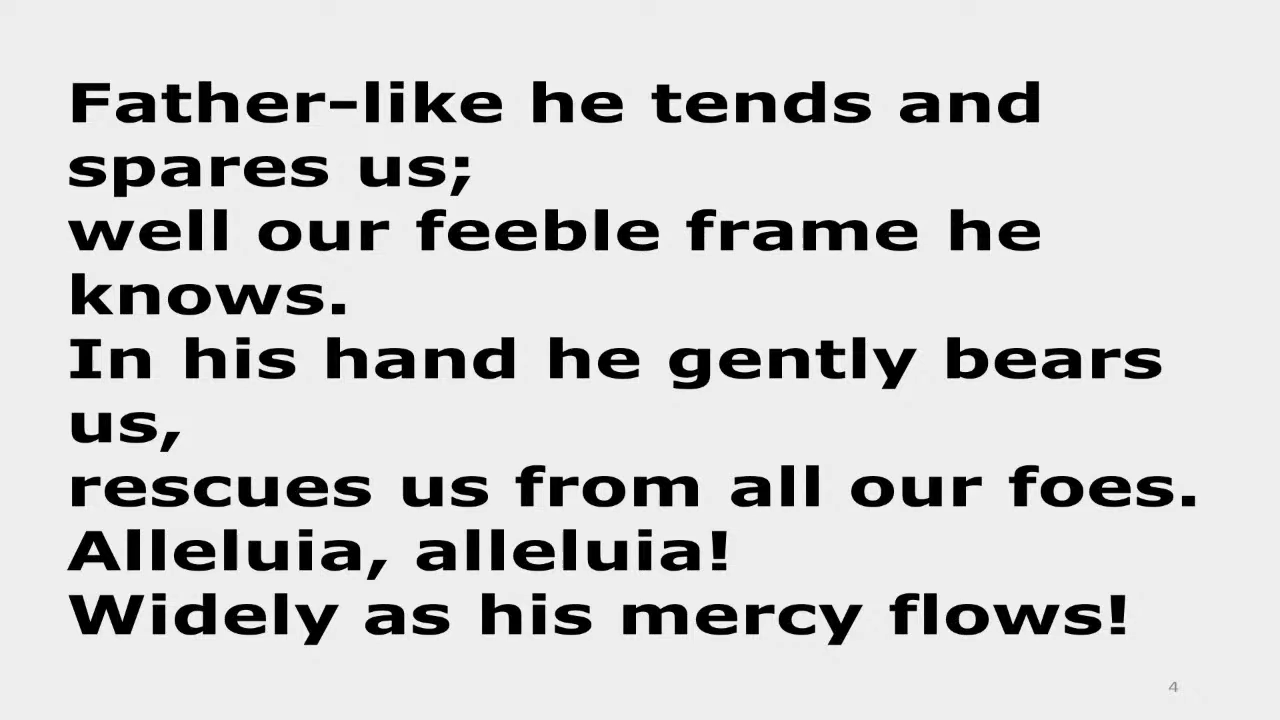 Father-like he tends and
spares us;
well our feeble frame he
knows.
In his hand he gently bears
us,
rescues us from all our foes.
Alleluia, alleluia!
Widely as his mercy flows!
4